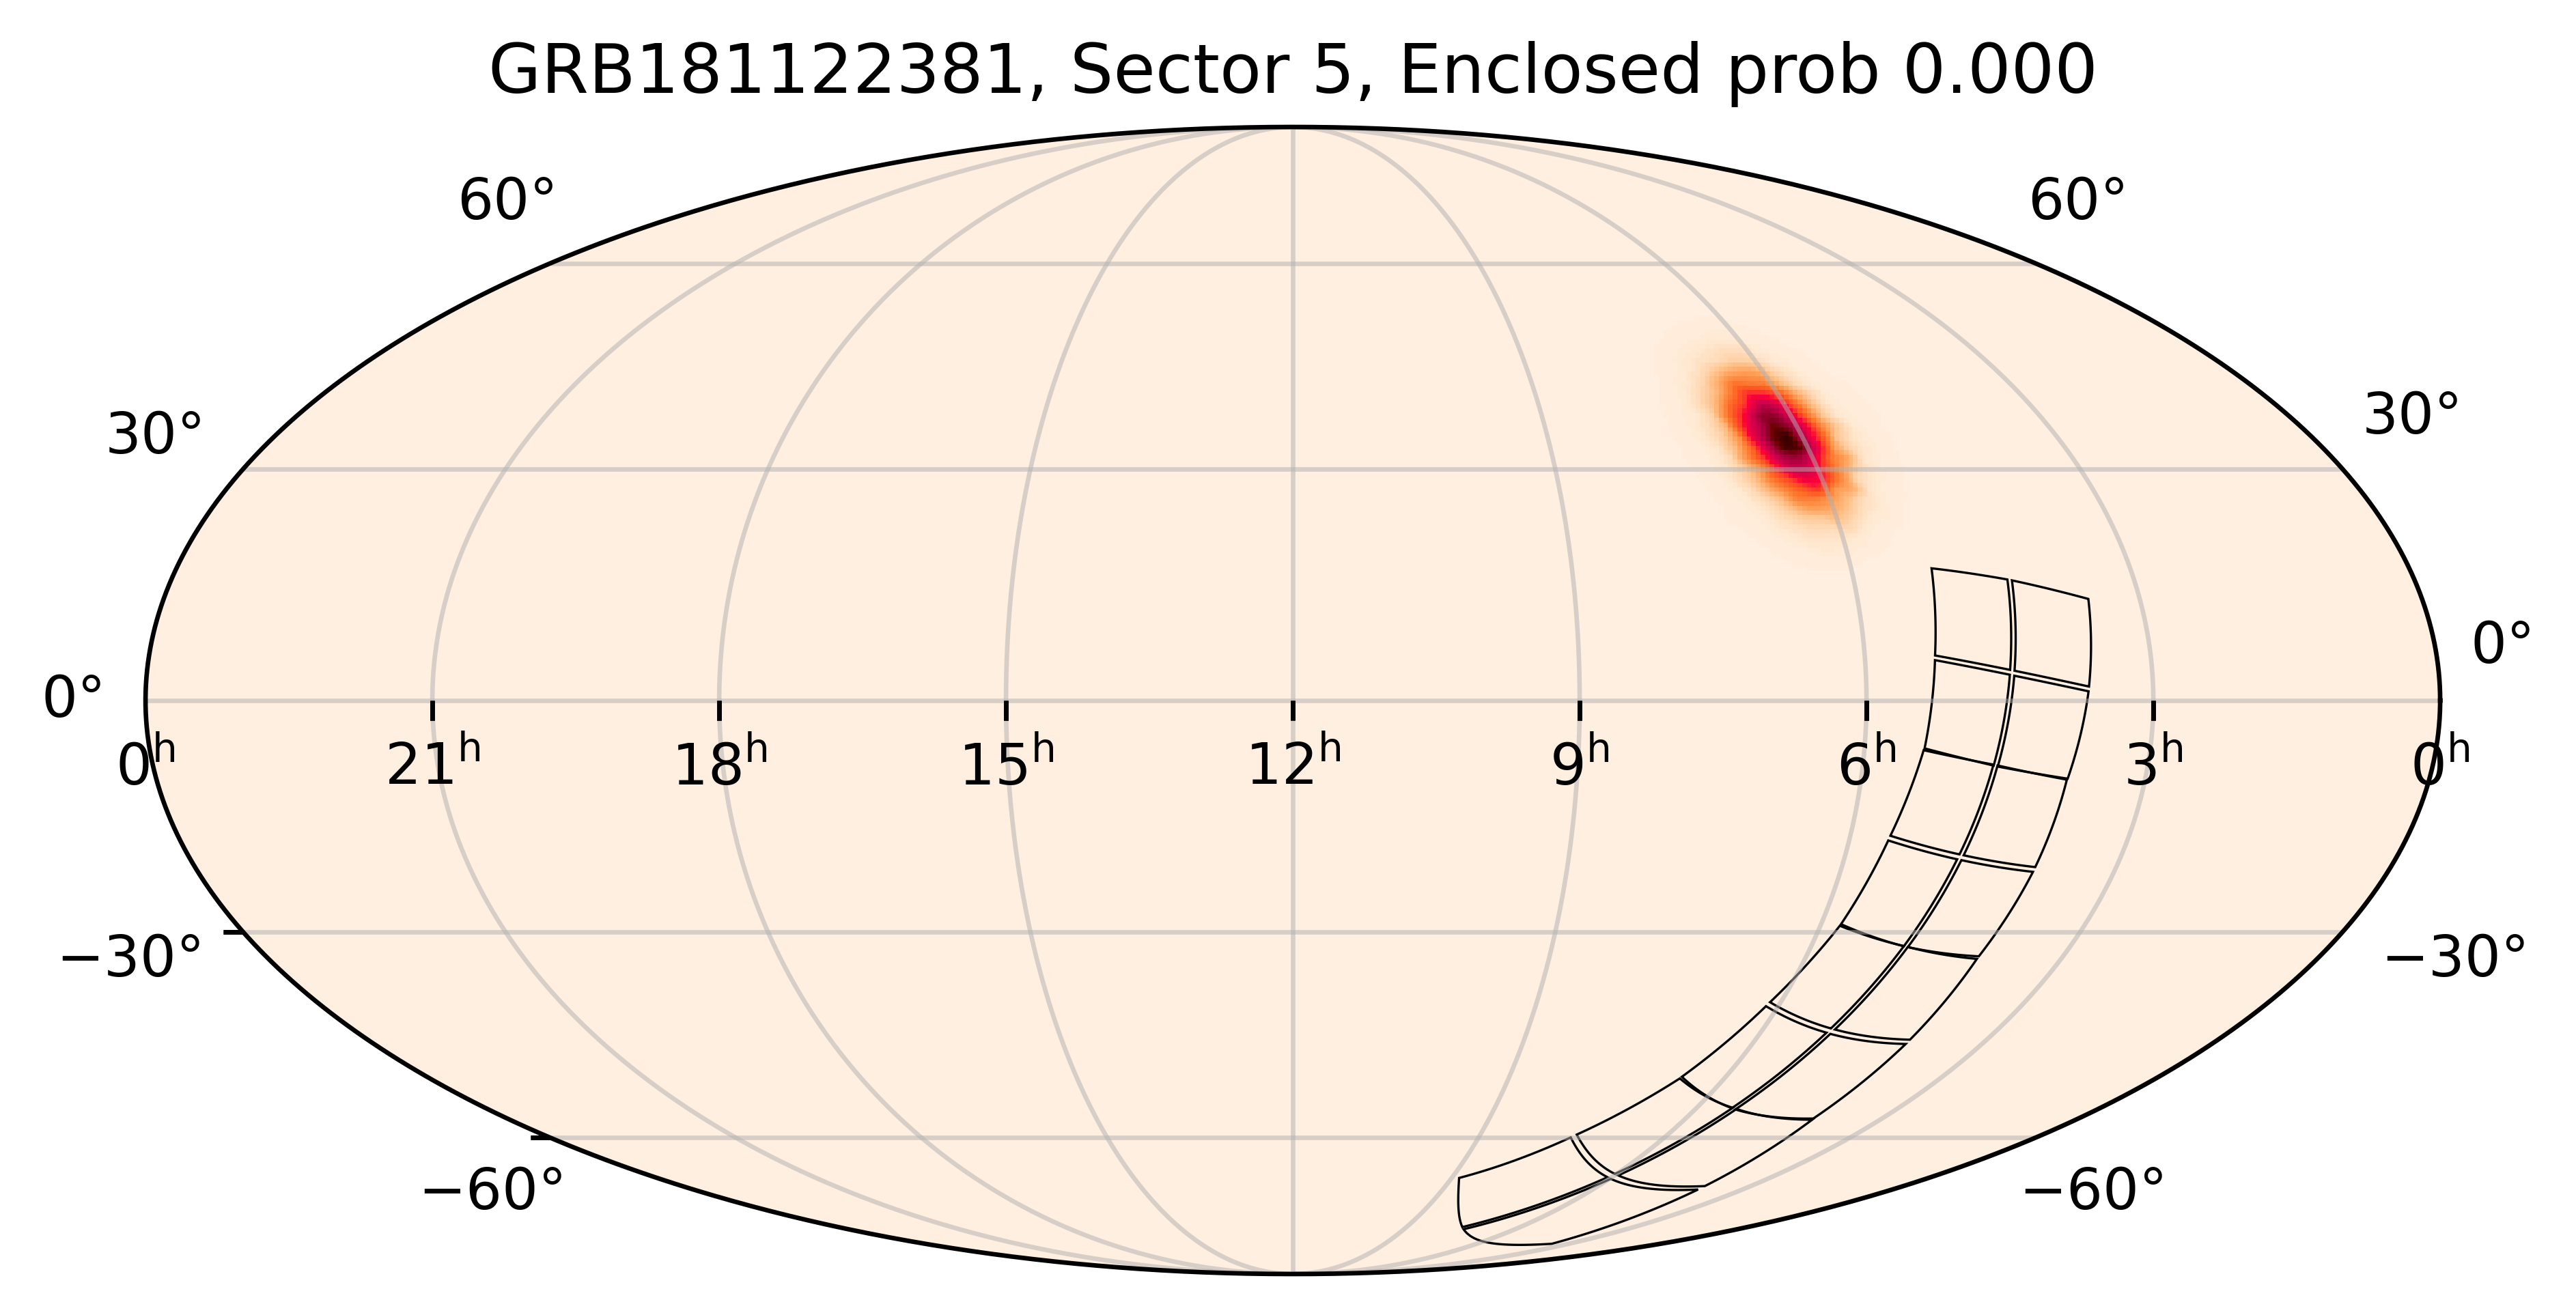 GRB181122381, Sector 5, Enclosed prob 0.000
60° 60°
30° 30°
0° 0°
0ʰ 21ʰ 18ʰ 15ʰ 12ʰ 9ʰ 6ʰ 3ʰ 0ʰ
−30° −30°
−60° −60°